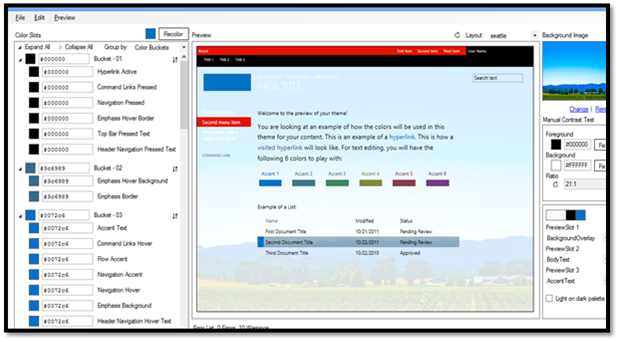 File Edit Preview
Color Slots Recolor
Expand All > Collapse All Group by: Color Buckets
#000000 Bucket - 01
#000000 Hyperlink Active
#000000 Command Links Pressed
#000000 Navigation Pressed
#000000 Emphasis Hover Border
#000000 Top Bar Pressed Text
#000000 Header Navigation Pressed Text
#3c6989 Bucket - 02
#3c6989 Emphasis Hover Background
#3c6989 Emphasis Border
#0072c6 Bucket - 03
#0072c6 Accent Text
#0072c6 Command Links Hover
#0072c6 Row Accent
#0072c6 Navigation Accent
#0072c6 Navigation Hover
#0072c6 Emphasis Background
#0072c6 Header Navigation Hover Text
Preview Layout: seattle
Brand First Item Second Item Third Item User Name
TAB 1 TAB 2 TAB 3
PAGE TITLE
Search text
Second menu item
COMMAND LINK
Welcome to the preview of your theme!
You are looking at an example of how the colors will be used in this
theme for your content. This is an example of a hyperlink. This is how a
visited hyperlink will look like. For text editing, you will have the
following 6 colors to play with:
Accent 1 Accent 2 Accent 3 Accent 4 Accent 5 Accent 6
Example of a List:
Name Modified Status
First Document Title 10/21/2011 Pending Review
Second Document Title 10/22/2011 Pending Review
Third Document Title 10/22/2010 Approved
Background Image
Change |
Manual Contrast Test
Foreground
#000000 Fix
Background
#FFFFFF Fix
Ratio
21:1
PreviewSlot 1
BackgroundOverlay
PreviewSlot 2
BodyText
PreviewSlot 3
AccentText
Light on dark palette